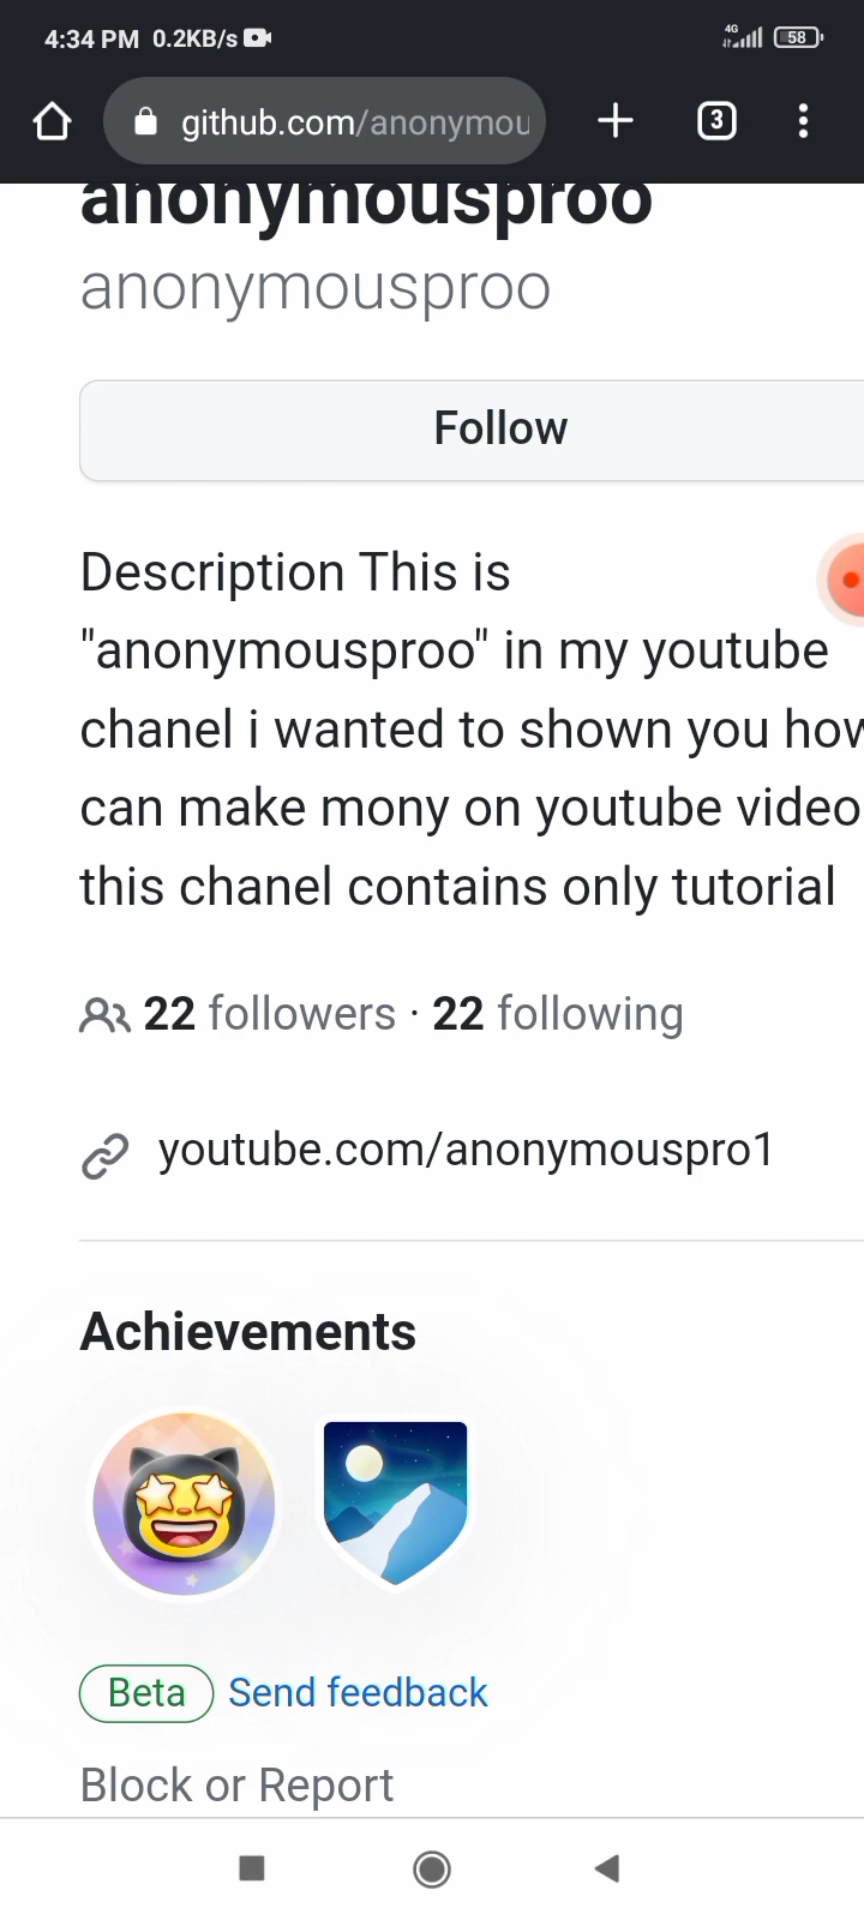 4:34 PM 0.2KB/s
4G
58
github.com/anonymou
3
anonymousproo
anonymousproo
Follow
Description This is
"anonymousproo" in my youtube
chanel i wanted to shown you how
can make mony on youtube video
this chanel contains only tutorial
22 followers · 22 following
youtube.com/anonymouspro1
Achievements
Beta Send feedback
Block or Report